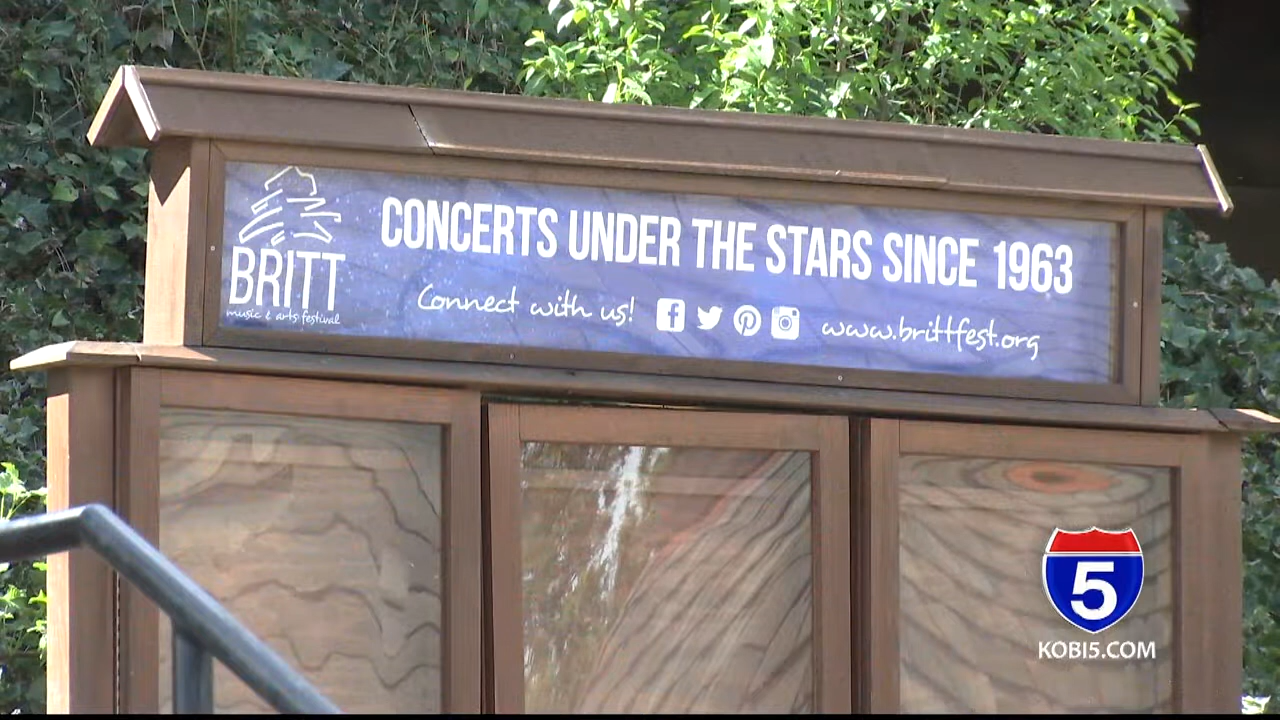 BRITT
music & arts festival
CONCERTS UNDER THE STARS SINCE 1963
Connect with us! www.brittfest.org
5
KOBI5.COM